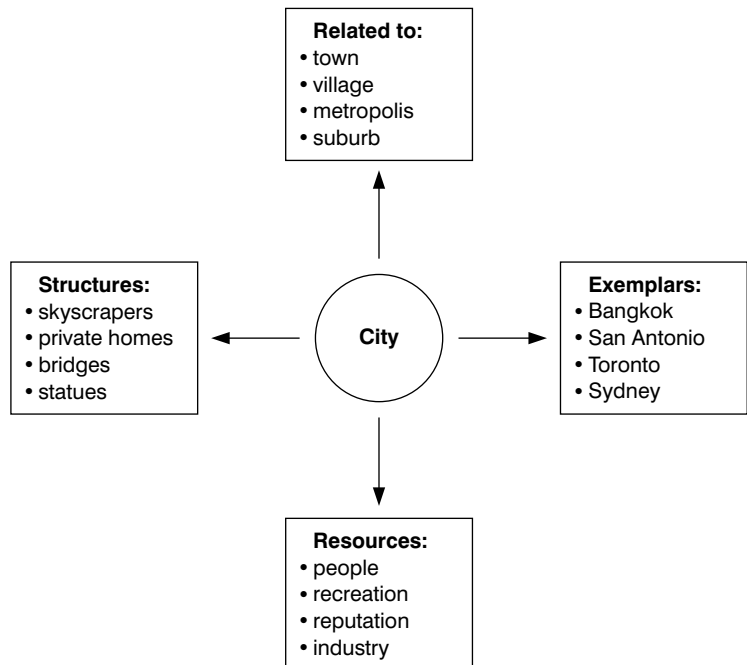 Related to:
• town
• village
• metropolis
• suburb
Structures:
• skyscrapers
• private homes
• bridges
• statues
City
Exemplars:
• Bangkok
• San Antonio
• Toronto
• Sydney
Resources:
• people
• recreation
• reputation
• industry